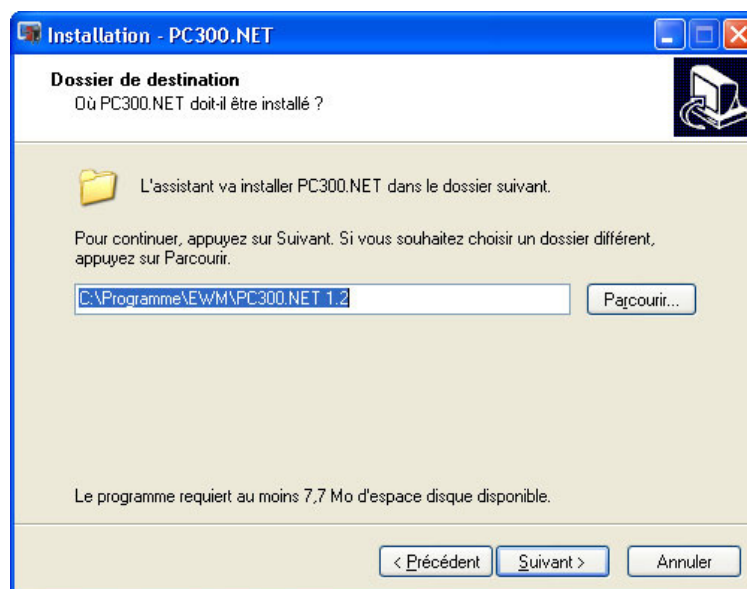 Installation - PC300.NET
Dossier de destination
Où PC300.NET doit-il être installé ?
L'assistant va installer PC300.NET dans le dossier suivant.
Pour continuer, appuyez sur Suivant. Si vous souhaitez choisir un dossier différent,
appuyez sur Parcourir.
C:\Programme\EWM\PC300.NET 1.2
Parcourir...
Le programme requiert au moins 7,7 Mo d'espace disque disponible.
< Précédent
Suivant >
Annuler